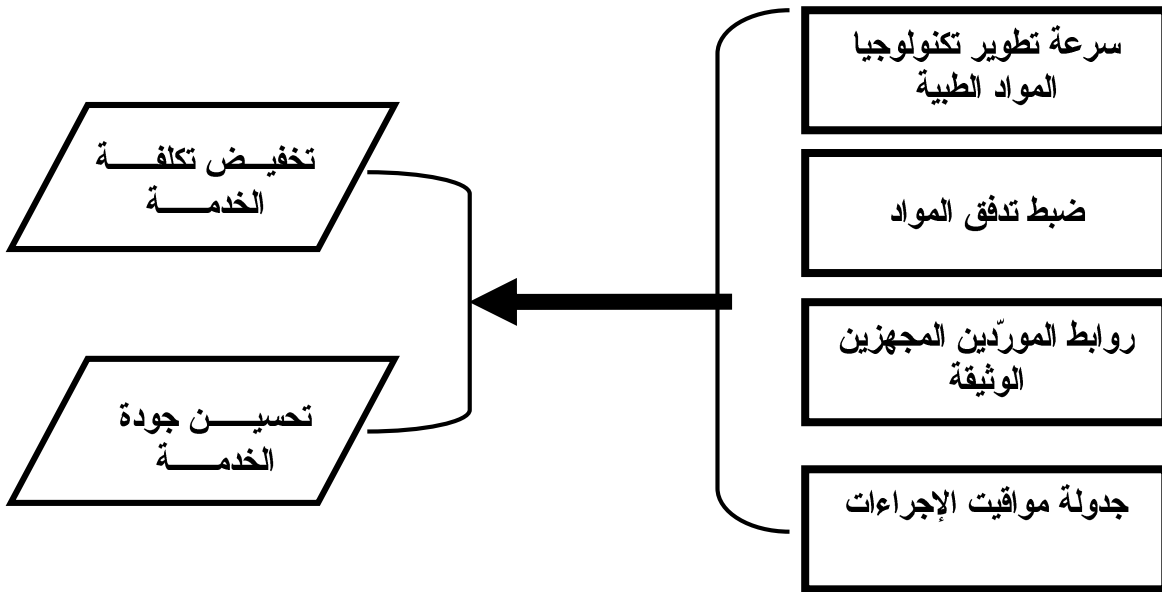 سرعة تطوير تكنولوجيا
المواد الطبية
ضبط تدفق المواد
روابط المورّدين المجهزين
الوثيقة
جدولة مواقيت الإجراءات
تخفيـــض تكلفـــــة
الخدمـــــة
تحسيـــــن جودة
الخدمـــــة